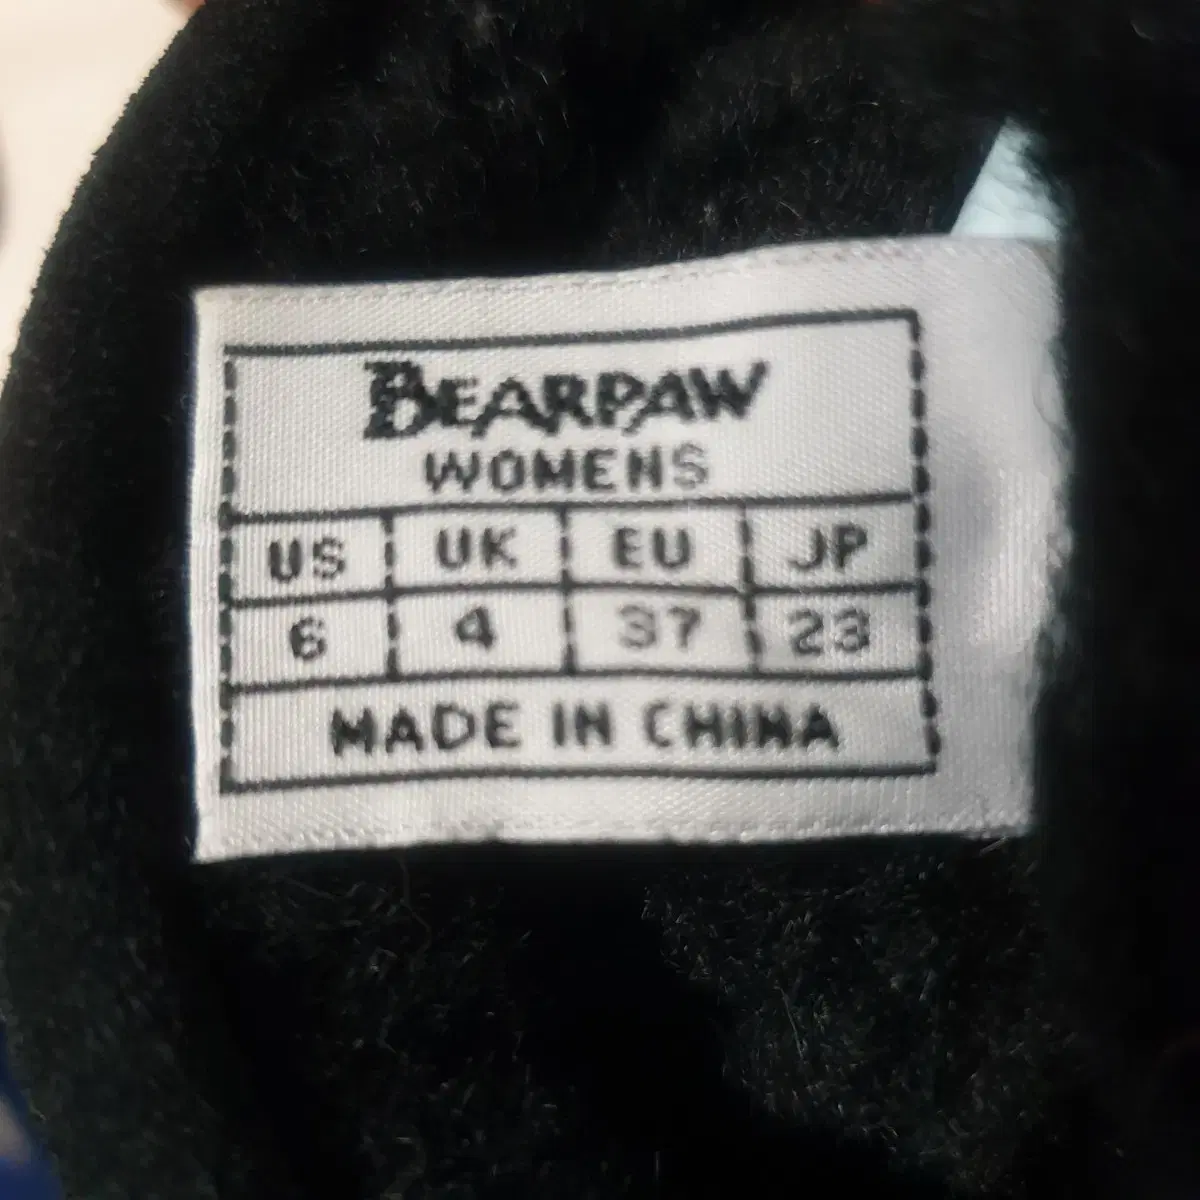 BEARPAW
WOMENS
US UK EU JP
6 4 37 23
MADE IN CHINA